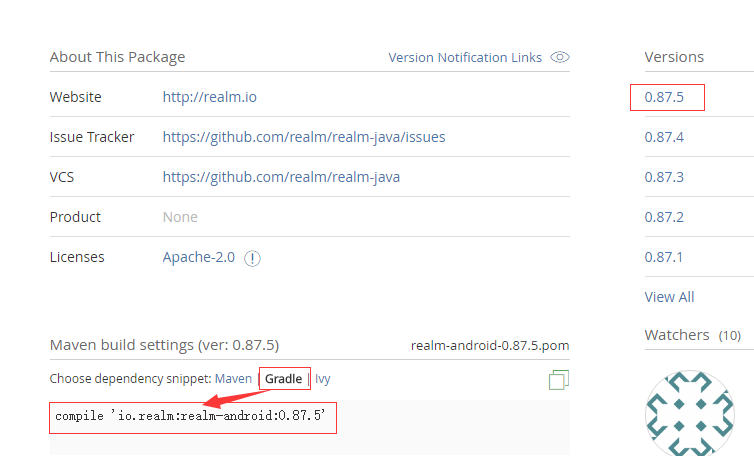 About This Package
Version Notification Links
Website http://realm.io
Issue Tracker https://github.com/realm/realm-java/issues
VCS https://github.com/realm/realm-java
Product None
Licenses Apache-2.0
Maven build settings (ver: 0.87.5)
realm-android-0.87.5.pom
Choose dependency snippet: Maven | Gradle | Ivy
compile 'io.realm:realm-android:0.87.5'
Versions
0.87.5
0.87.4
0.87.3
0.87.2
0.87.1
View All
Watchers (10)